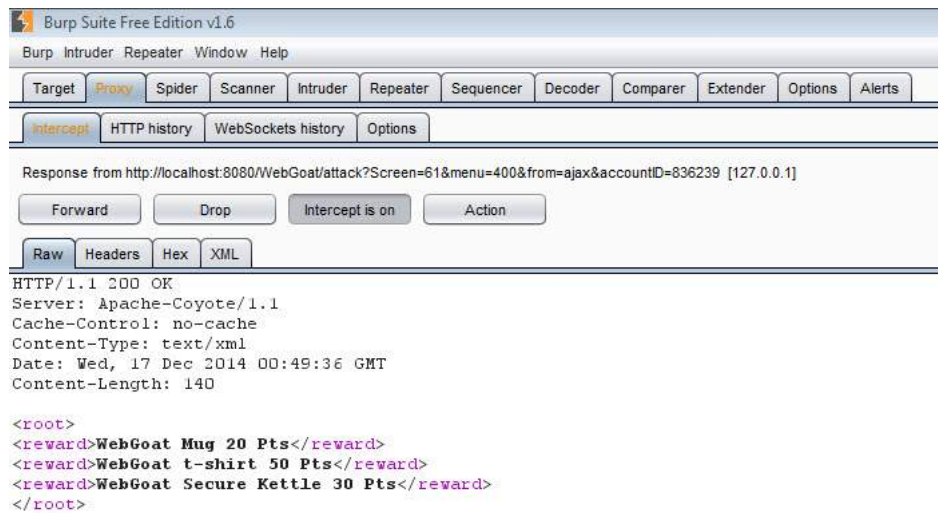 Burp Suite Free Edition v1.6
Burp Intruder Repeater Window Help
Target Proxy Spider Scanner Intruder Repeater Sequencer Decoder Comparer Extender Options Alerts
Intercept HTTP history WebSockets history Options
Response from http://localhost:8080/WebGoat/attack?Screen=61&menu=400&from=ajax&accountID=836239 [127.0.0.1]
Forward Drop Intercept is on Action
Raw Headers Hex XML
HTTP/1.1 200 OK
Server: Apache-Coyote/1.1
Cache-Control: no-cache
Content-Type: text/xml
Date: Wed, 17 Dec 2014 00:49:36 GMT
Content-Length: 140
<root>
<reward>WebGoat Mug 20 Pts</reward>
<reward>WebGoat t-shirt 50 Pts</reward>
<reward>WebGoat Secure Kettle 30 Pts</reward>
</root>